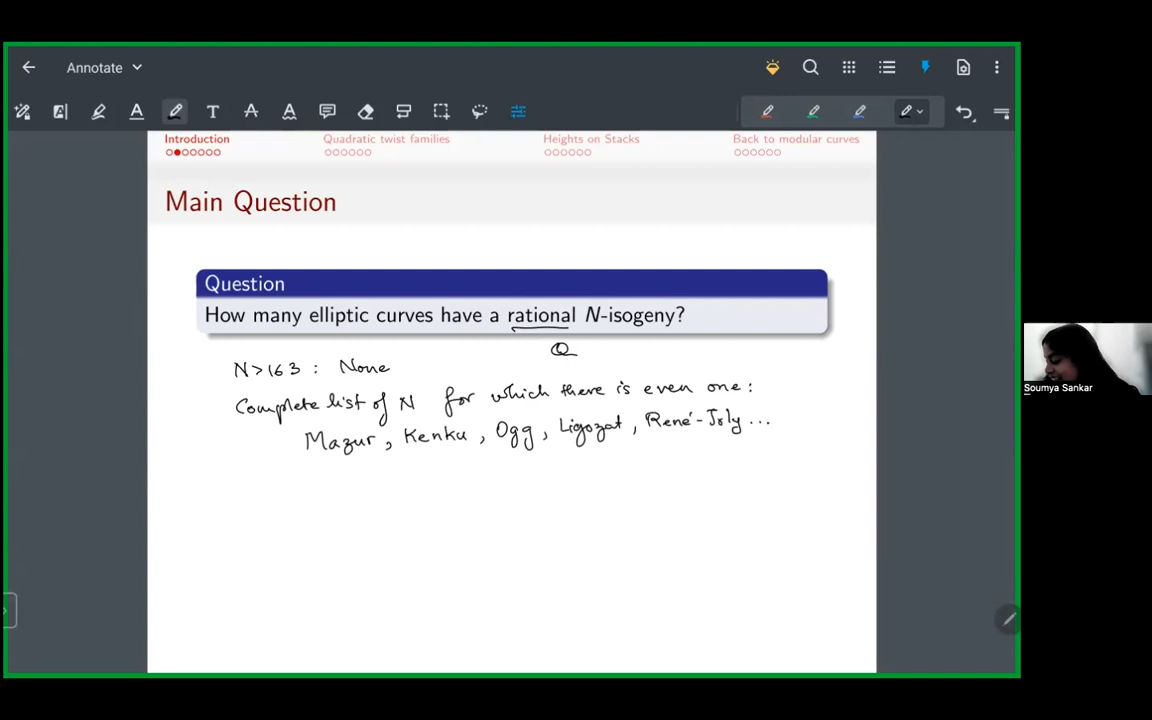 Annotate
Introduction
Quadratic twist families
Heights on Stacks
Back to modular curves
Main Question
Question
How many elliptic curves have a rational N-isogeny?
Q
N > 163 : None
Complete list of N for which there is even one:
Mazur, Kenku, Ogg, Ligozat, René-Joly ...
Soumya Sankar